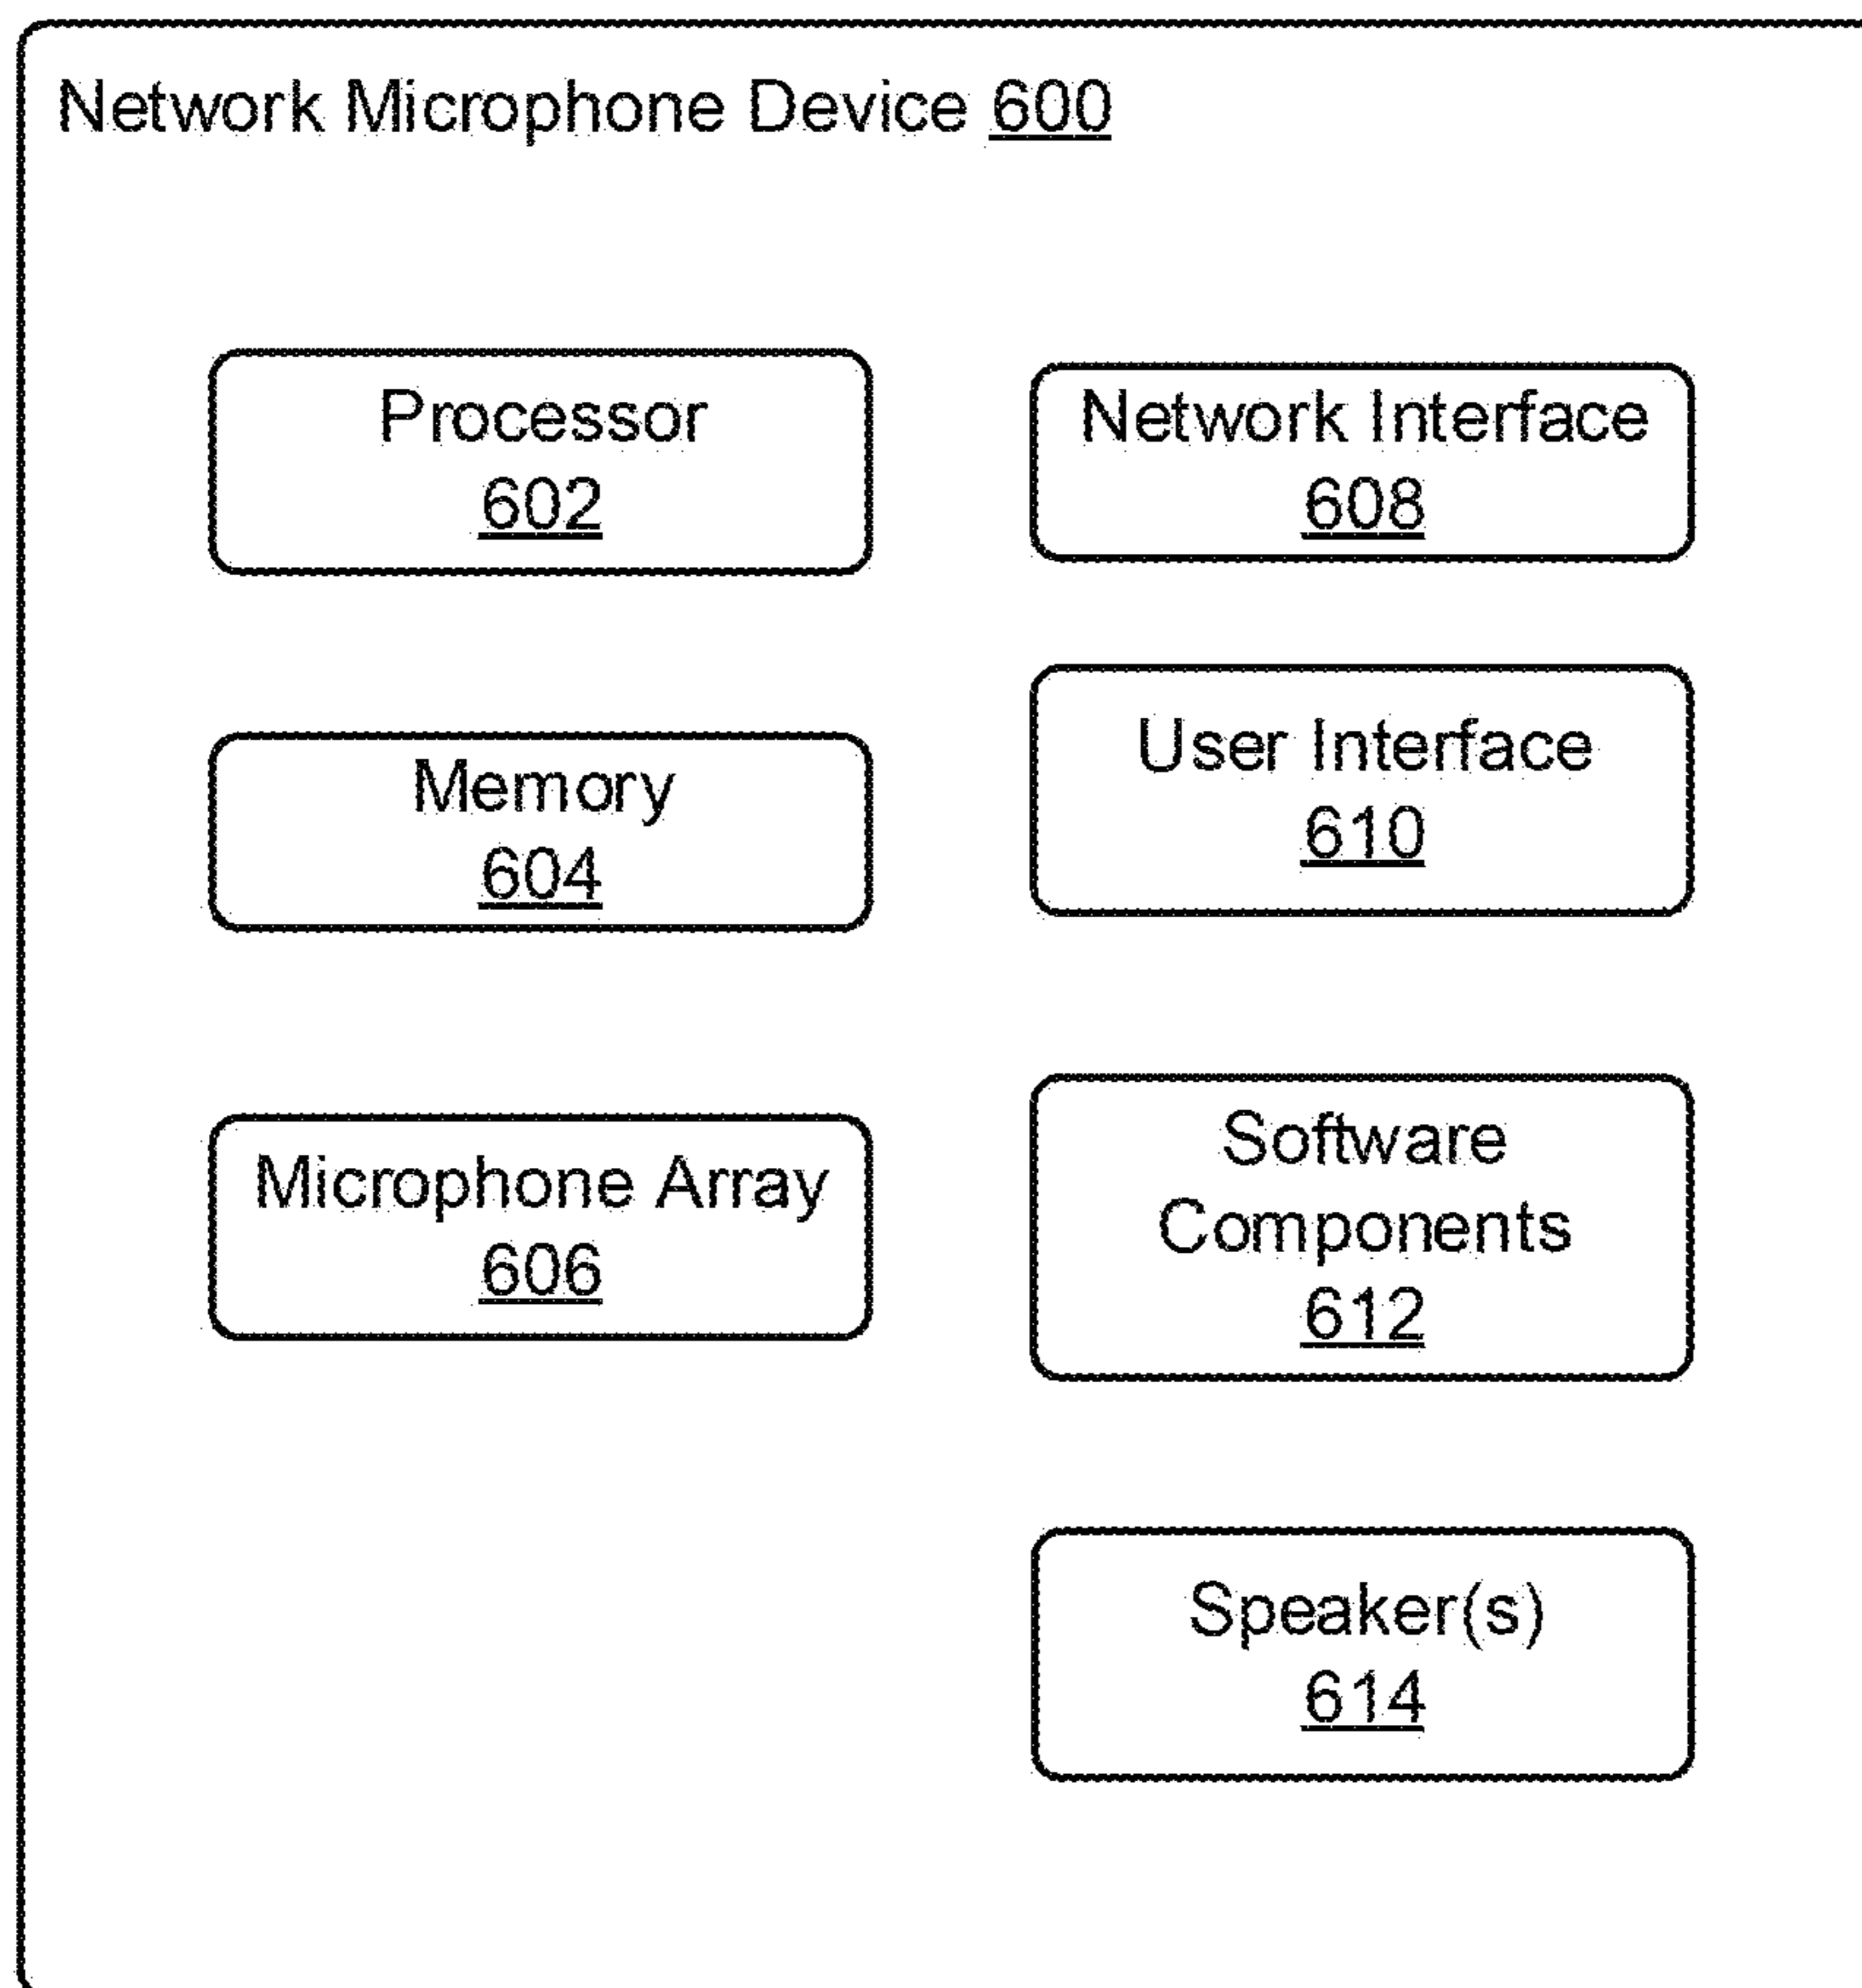 Network Microphone Device 600
Processor
602
Memory
604
Microphone Array
606
Network Interface
608
User Interface
610
Software
Components
612
Speaker(s)
614